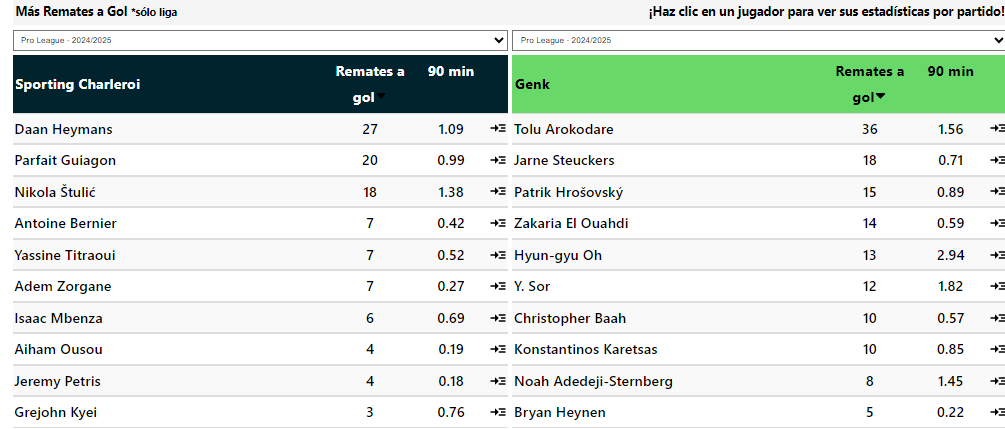 Más Remates a Gol *sólo liga ¡Haz clic en un jugador para ver sus estadísticas por partido!
Pro League - 2024/2025 Pro League - 2024/2025
Sporting Charleroi Remates a gol 90 min Genk Remates a gol 90 min
Daan Heymans 27 1.09 Tolu Arokodare 36 1.56
Parfait Guiagon 20 0.99 Jarne Steuckers 18 0.71
Nikola Štulić 18 1.38 Patrik Hrošovský 15 0.89
Antoine Bernier 7 0.42 Zakaria El Ouahdi 14 0.59
Yassine Titraoui 7 0.52 Hyun-gyu Oh 13 2.94
Adem Zorgane 7 0.27 Y. Sor 12 1.82
Isaac Mbenza 6 0.69 Christopher Baah 10 0.57
Aiham Ousou 4 0.19 Konstantinos Karetsas 10 0.85
Jeremy Petris 4 0.18 Noah Adedeji-Sternberg 8 1.45
Grejohn Kyei 3 0.76 Bryan Heynen 5 0.22